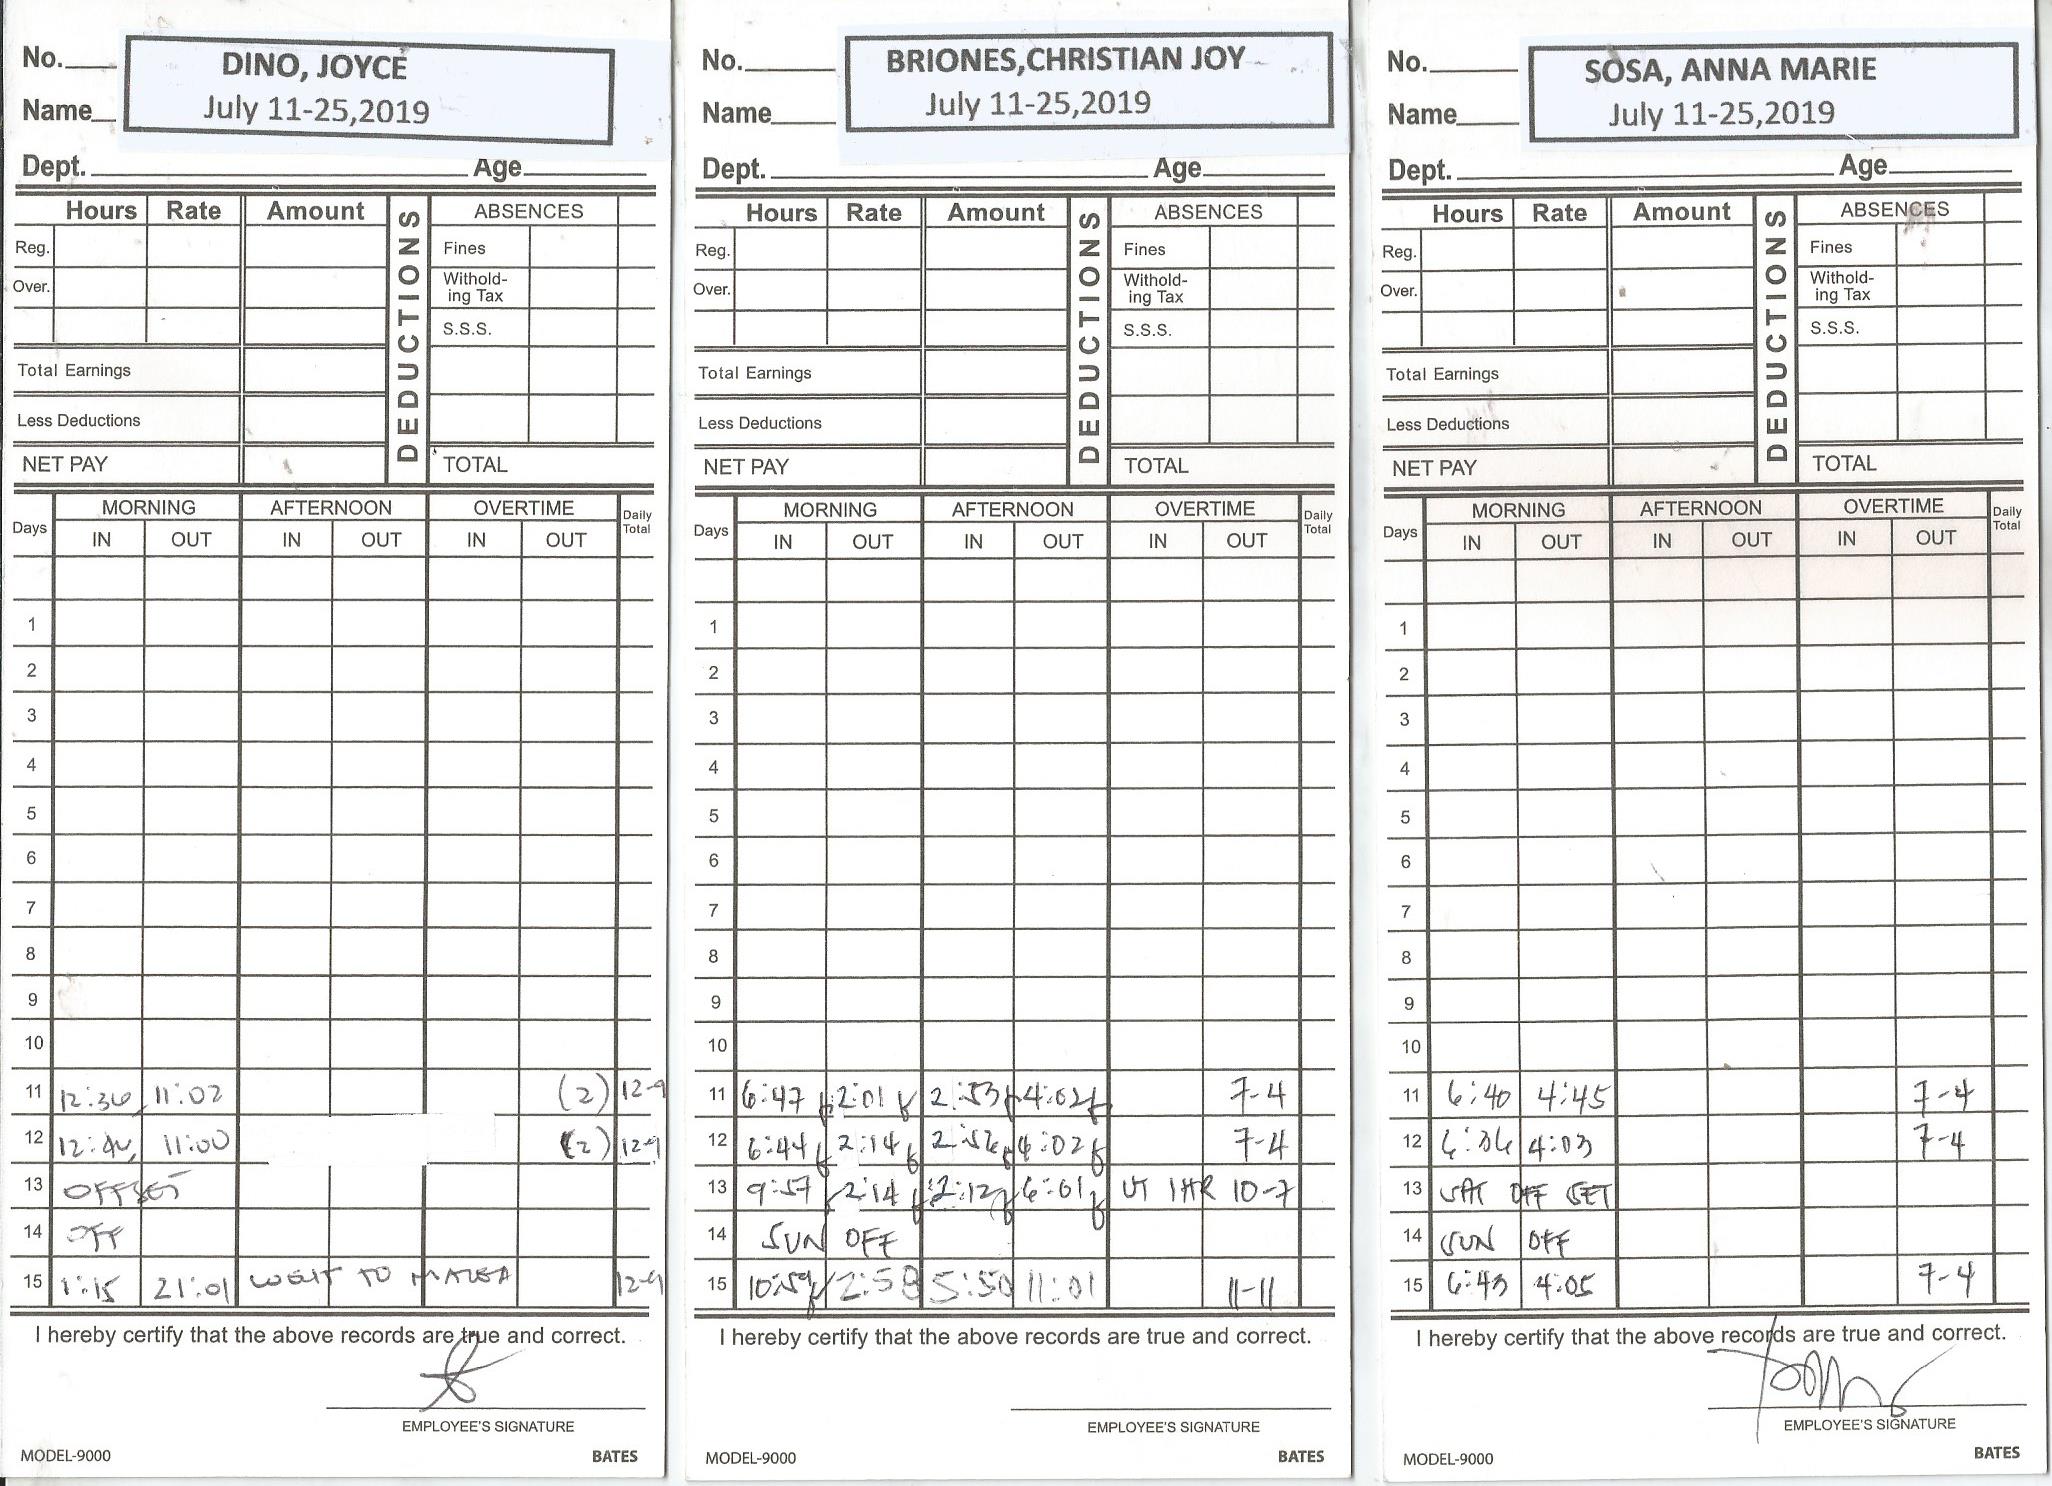 No.
DINO, JOYCE
Name
July 11-25,2019
Dept. Age
Hours Rate Amount DEDUCTIONS ABSENCES
Reg. Fines
Over. Withold-
ing Tax
S.S.S.
Total Earnings
Less Deductions
NET PAY TOTAL
Days MORNING AFTERNOON OVERTIME Daily Total
IN OUT IN OUT IN OUT
1
2
3
4
5
6
7
8
9
10
11 12:36 11:02 (2) 12-9
12 11:00 (2) 12-9
13 OFFSET
14 OFF
15 1:15 21:01 WENT TO 12-9
I hereby certify that the above records are true and correct.
EMPLOYEE'S SIGNATURE
MODEL-9000 BATES
No.
BRIONES,CHRISTIAN JOY
Name
July 11-25,2019
Dept. Age
Hours Rate Amount DEDUCTIONS ABSENCES
Reg. Fines
Over. Withold-
ing Tax
S.S.S.
Total Earnings
Less Deductions
NET PAY TOTAL
Days MORNING AFTERNOON OVERTIME Daily Total
IN OUT IN OUT IN OUT
1
2
3
4
5
6
7
8
9
10
11 6:47 2:01 2:53 4:02 7-4
12 6:44 2:14 2:56 4:02 7-4
13 9:57 2:14 6:01 UT 1HR 10-7
14 SUN OFF
15 10:59 2:58 5:50 11:01 11-11
I hereby certify that the above records are true and correct.
EMPLOYEE'S SIGNATURE
MODEL-9000 BATES
No.
SOSA, ANNA MARIE
Name
July 11-25,2019
Dept. Age
Hours Rate Amount DEDUCTIONS ABSENCES
Reg. Fines
Over. Withold-
ing Tax
S.S.S.
Total Earnings
Less Deductions
NET PAY TOTAL
Days MORNING AFTERNOON OVERTIME Daily Total
IN OUT IN OUT IN OUT
1
2
3
4
5
6
7
8
9
10
11 6:40 4:45 7-4
12 6:36 4:03 7-4
13 SAT OFF SET
14 SUN OFF
15 6:43 4:05 7-4
I hereby certify that the above records are true and correct.
EMPLOYEE'S SIGNATURE
MODEL-9000 BATES